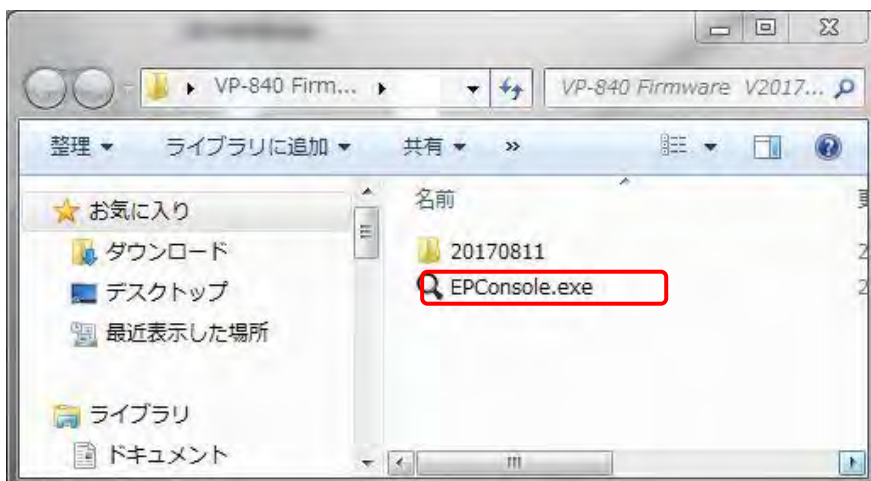 VP-840 Firm...
VP-840 Firmware V2017...
整理
ライブラリに追加
共有
»
お気に入り
ダウンロード
デスクトップ
最近表示した場所
ライブラリ
ドキュメント
名前
20170811
EPConsole.exe